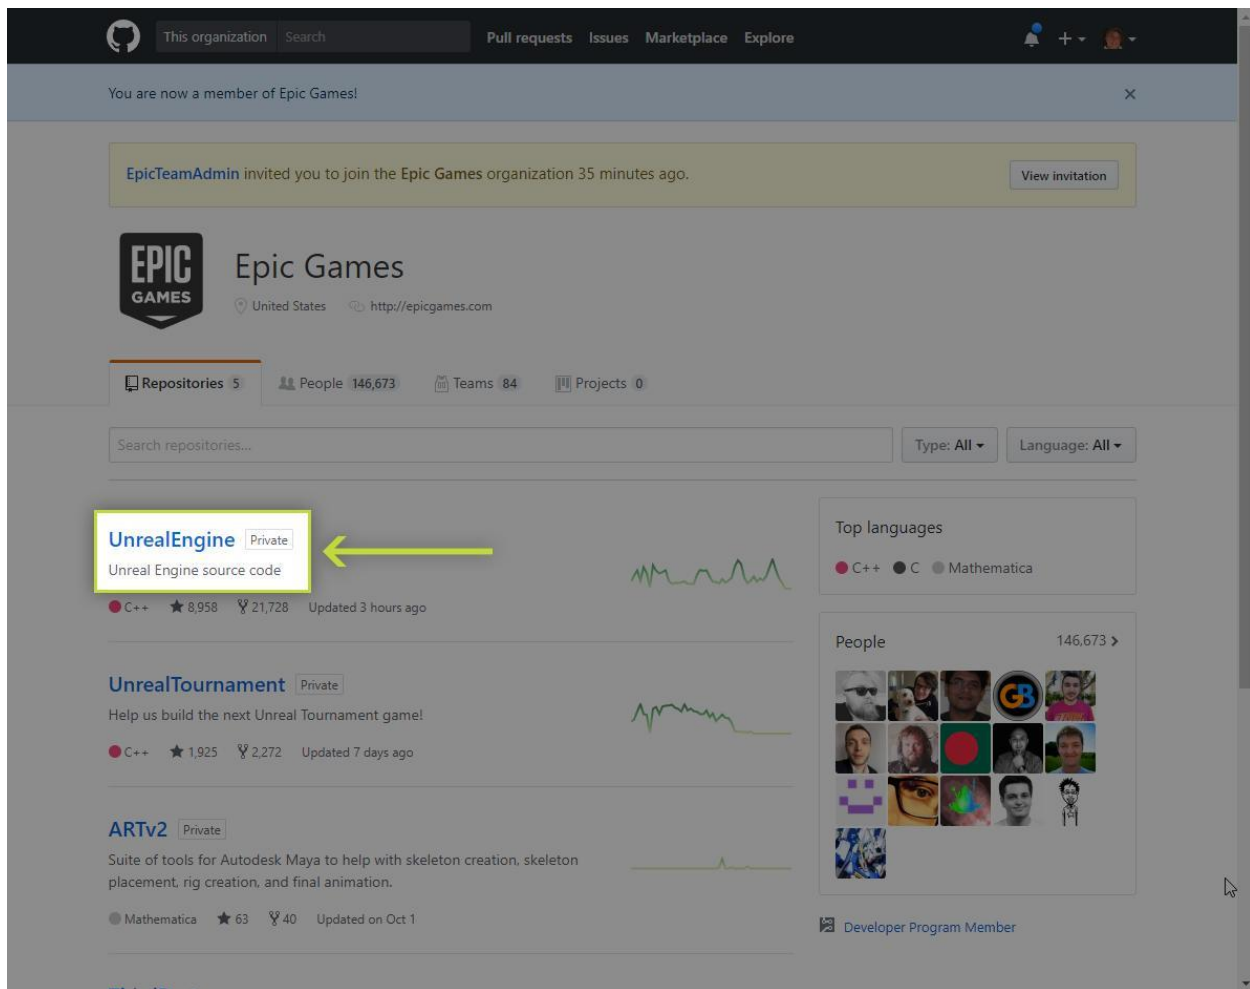 This organization Search Pull requests Issues Marketplace Explore
You are now a member of Epic Games!
EpicTeamAdmin invited you to join the Epic Games organization 35 minutes ago. View invitation
EPIC
GAMES
Epic Games
United States http://epicgames.com
Repositories 5 People 146,673 Teams 84 Projects 0
Search repositories... Type: All Language: All
UnrealEngine Private
Unreal Engine source code
C++ 8,958 21,728 Updated 3 hours ago
Top languages
C++ C Mathematica
UnrealTournament Private
Help us build the next Unreal Tournament game!
C++ 1,925 2,272 Updated 7 days ago
People 146,673
GB
ARTv2 Private
Suite of tools for Autodesk Maya to help with skeleton creation, skeleton
placement, rig creation, and final animation.
Mathematica 63 40 Updated on Oct 1
Developer Program Member